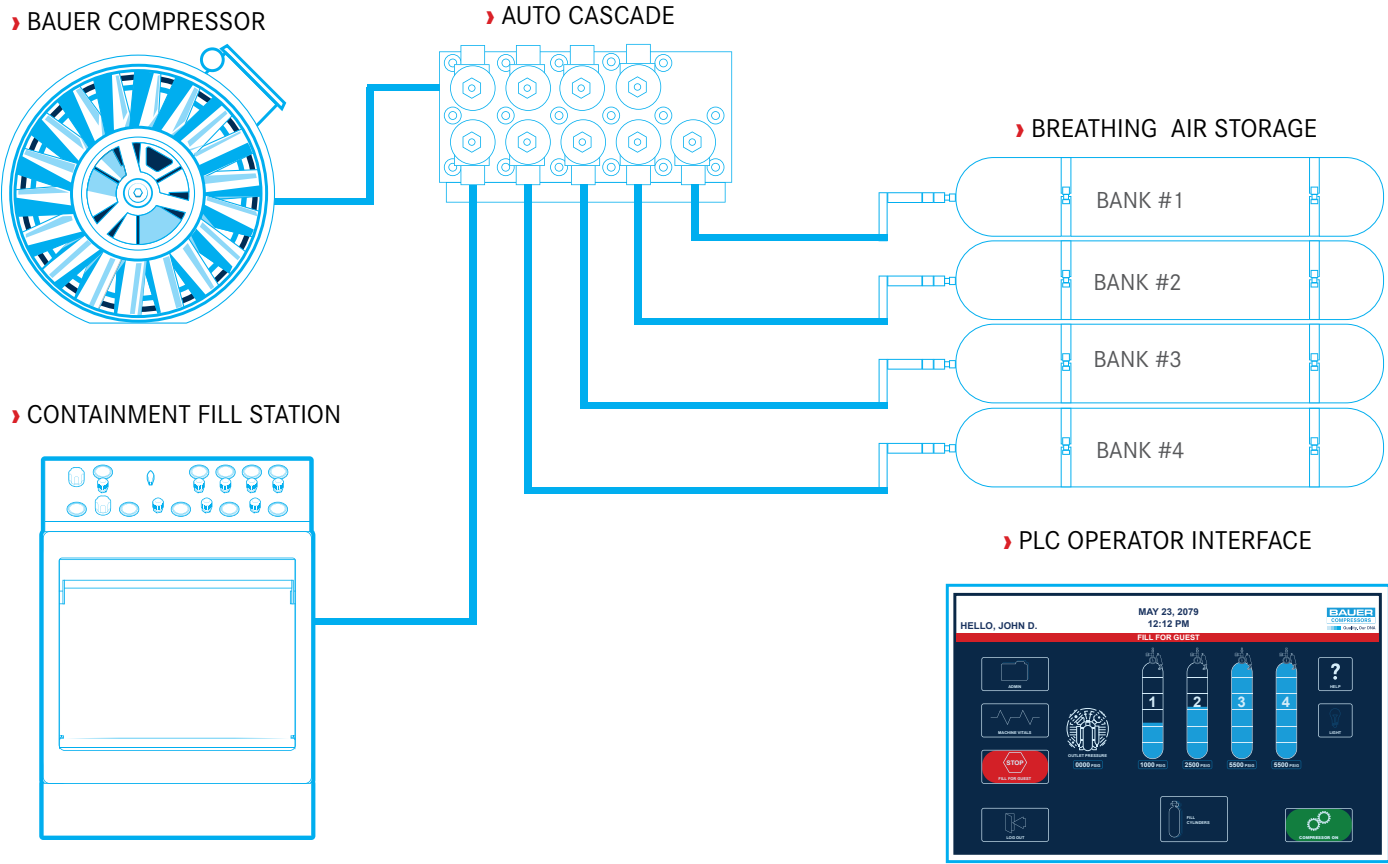 BAUER COMPRESSOR
AUTO CASCADE
BREATHING AIR STORAGE
BANK #1
BANK #2
BANK #3
BANK #4
CONTAINMENT FILL STATION
PLC OPERATOR INTERFACE
HELLO, JOHN D.
MAY 23, 2079
12:12 PM
BAUER
COMPRESSORS
Quality, Our DNA
FILL FOR GUEST
ADMIN
MACHINE VITALS
STOP
FILL FOR GUEST
LOG OUT
OUTLET PRESSURE
0000 PSIG
1
2
3
4
1000 PSIG
2500 PSIG
5500 PSIG
5500 PSIG
?
HELP
LIGHT
FILL
CYLINDERS
COMPRESSOR ON